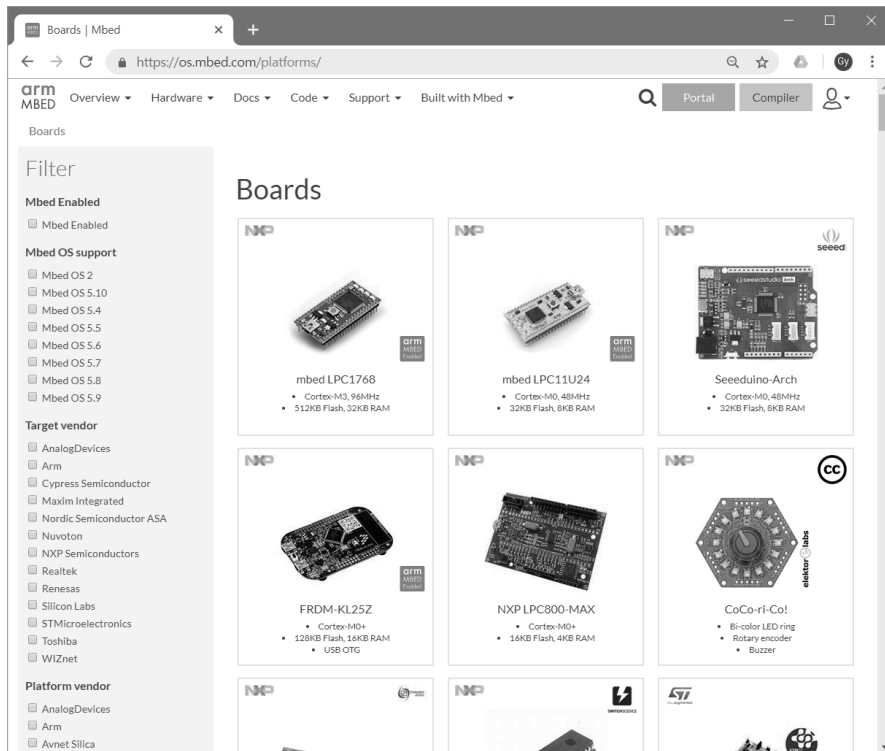 Boards | Mbed
https://os.mbed.com/platforms/
Gy
arm
MBED
Overview
Hardware
Docs
Code
Support
Built with Mbed
Portal
Compiler
Boards
Filter
Mbed Enabled
Mbed Enabled
Mbed OS support
Mbed OS 2
Mbed OS 5.10
Mbed OS 5.4
Mbed OS 5.5
Mbed OS 5.6
Mbed OS 5.7
Mbed OS 5.8
Mbed OS 5.9
Target vendor
AnalogDevices
Arm
Cypress Semiconductor
Maxim Integrated
Nordic Semiconductor ASA
Nuvoton
NXP Semiconductors
Realtek
Renesas
Silicon Labs
STMicroelectronics
Toshiba
WIZnet
Platform vendor
AnalogDevices
Arm
Avnet Silica
Boards
NXP
arm
MBED
Enabled
mbed LPC1768
• Cortex-M3, 96MHz
• 512KB Flash, 32KB RAM
NXP
arm
MBED
Enabled
mbed LPC11U24
• Cortex-M0, 48MHz
• 32KB Flash, 8KB RAM
NXP
seeed
seeedstudio Arch
Seeeduino-Arch
• Cortex-M0, 48MHz
• 32KB Flash, 8KB RAM
NXP
arm
MBED
Enabled
FRDM-KL25Z
• Cortex-M0+
• 128KB Flash, 16KB RAM
• USB OTG
NXP
NXP LPC800-MAX
• Cortex-M0+
• 16KB Flash, 4KB RAM
NXP
cc
elektor labs
CoCo-ri-Co!
• Bi-color LED ring
• Rotary encoder
• Buzzer
NXP
NXP
SWITCHSCIENCE
ST